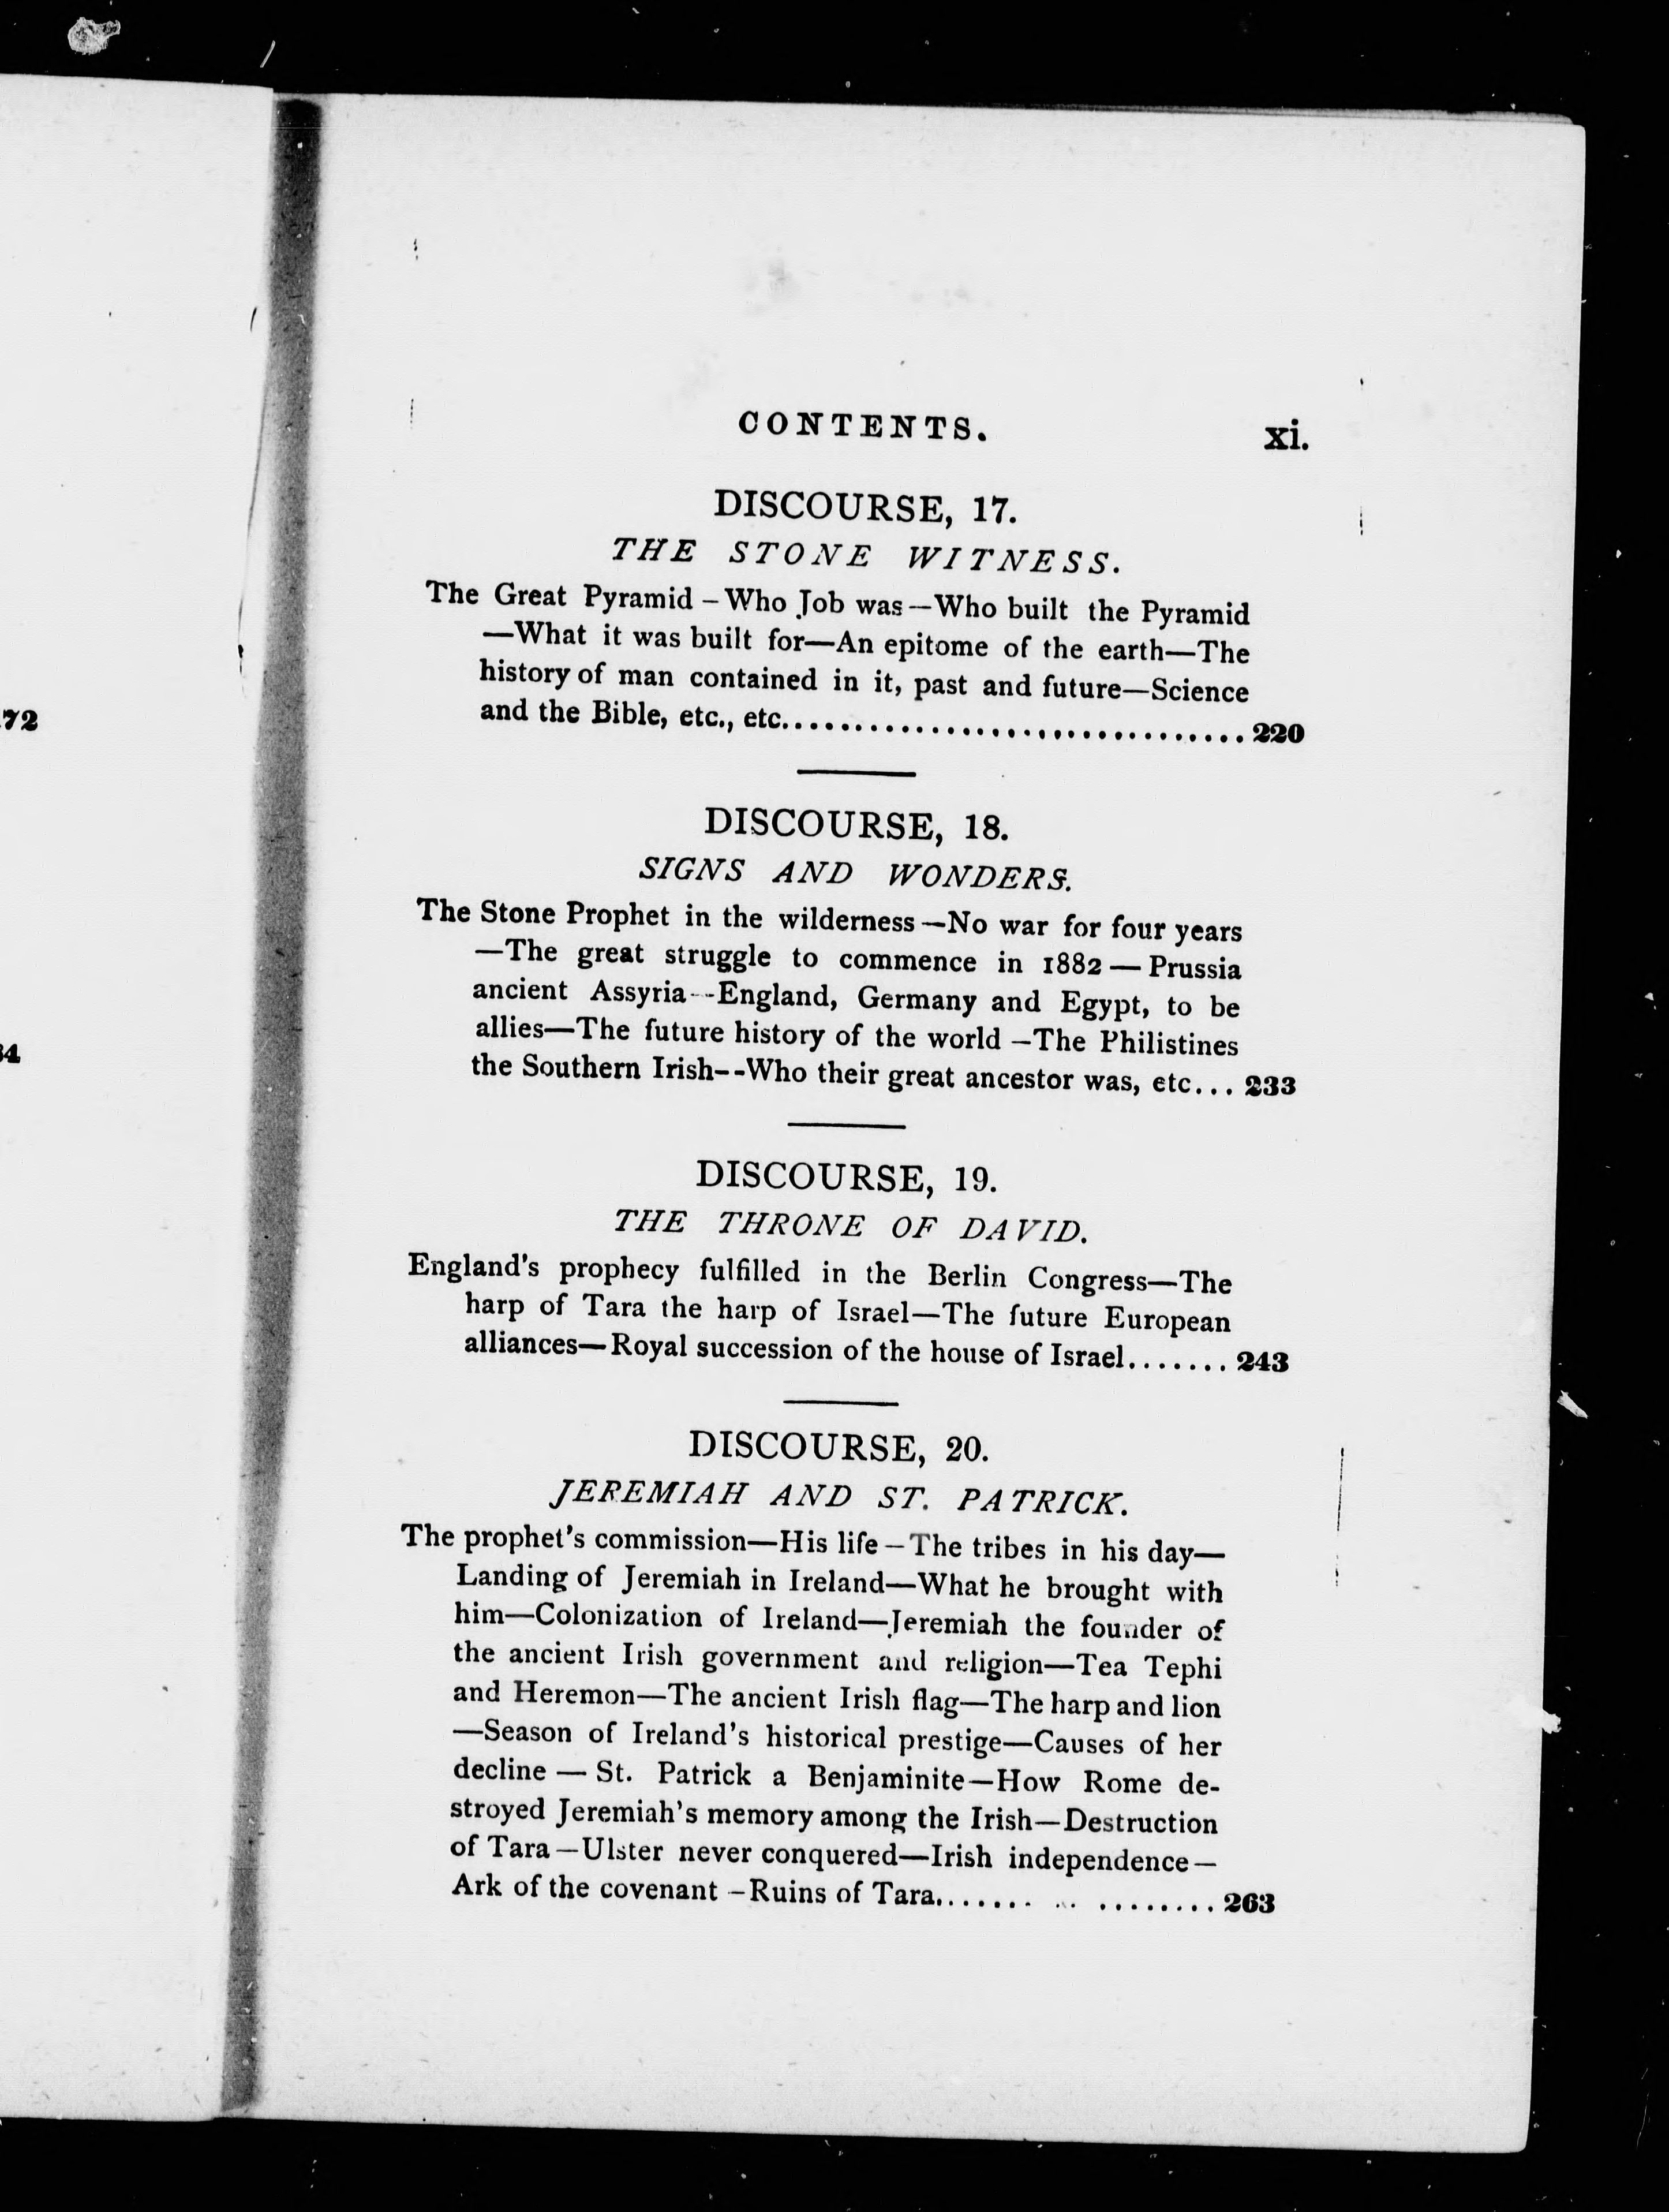 72
34
CONTENTS. xi.
DISCOURSE, 17.
THE STONE WITNESS.
The Great Pyramid – Who Job was — Who built the Pyramid
—What it was built for—An epitome of the earth—The
history of man contained in it, past and future—Science
and the Bible, etc., etc................................ 220
DISCOURSE, 18.
SIGNS AND WONDERS.
The Stone Prophet in the wilderness —No war for four years
—The great struggle to commence in 1882 — Prussia
ancient Assyria--England, Germany and Egypt, to be
allies—The future history of the world –The Philistines
the Southern Irish--Who their great ancestor was, etc... 233
DISCOURSE, 19.
THE THRONE OF DAVID.
England's prophecy fulfilled in the Berlin Congress—The
harp of Tara the harp of Israel—The future European
alliances—Royal succession of the house of Israel....... 243
DISCOURSE, 20.
JEREMIAH AND ST. PATRICK.
The prophet's commission—His life – The tribes in his day—
Landing of Jeremiah in Ireland—What he brought with
him—Colonization of Ireland—Jeremiah the founder of
the ancient Irish government and religion—Tea Tephi
and Heremon—The ancient Irish flag—The harp and lion
—Season of Ireland's historical prestige—Causes of her
decline — St. Patrick a Benjaminite—How Rome de-
stroyed Jeremiah's memory among the Irish—Destruction
of Tara – Ulster never conquered—Irish independence –
Ark of the covenant – Ruins of Tara....... .. ........ 263